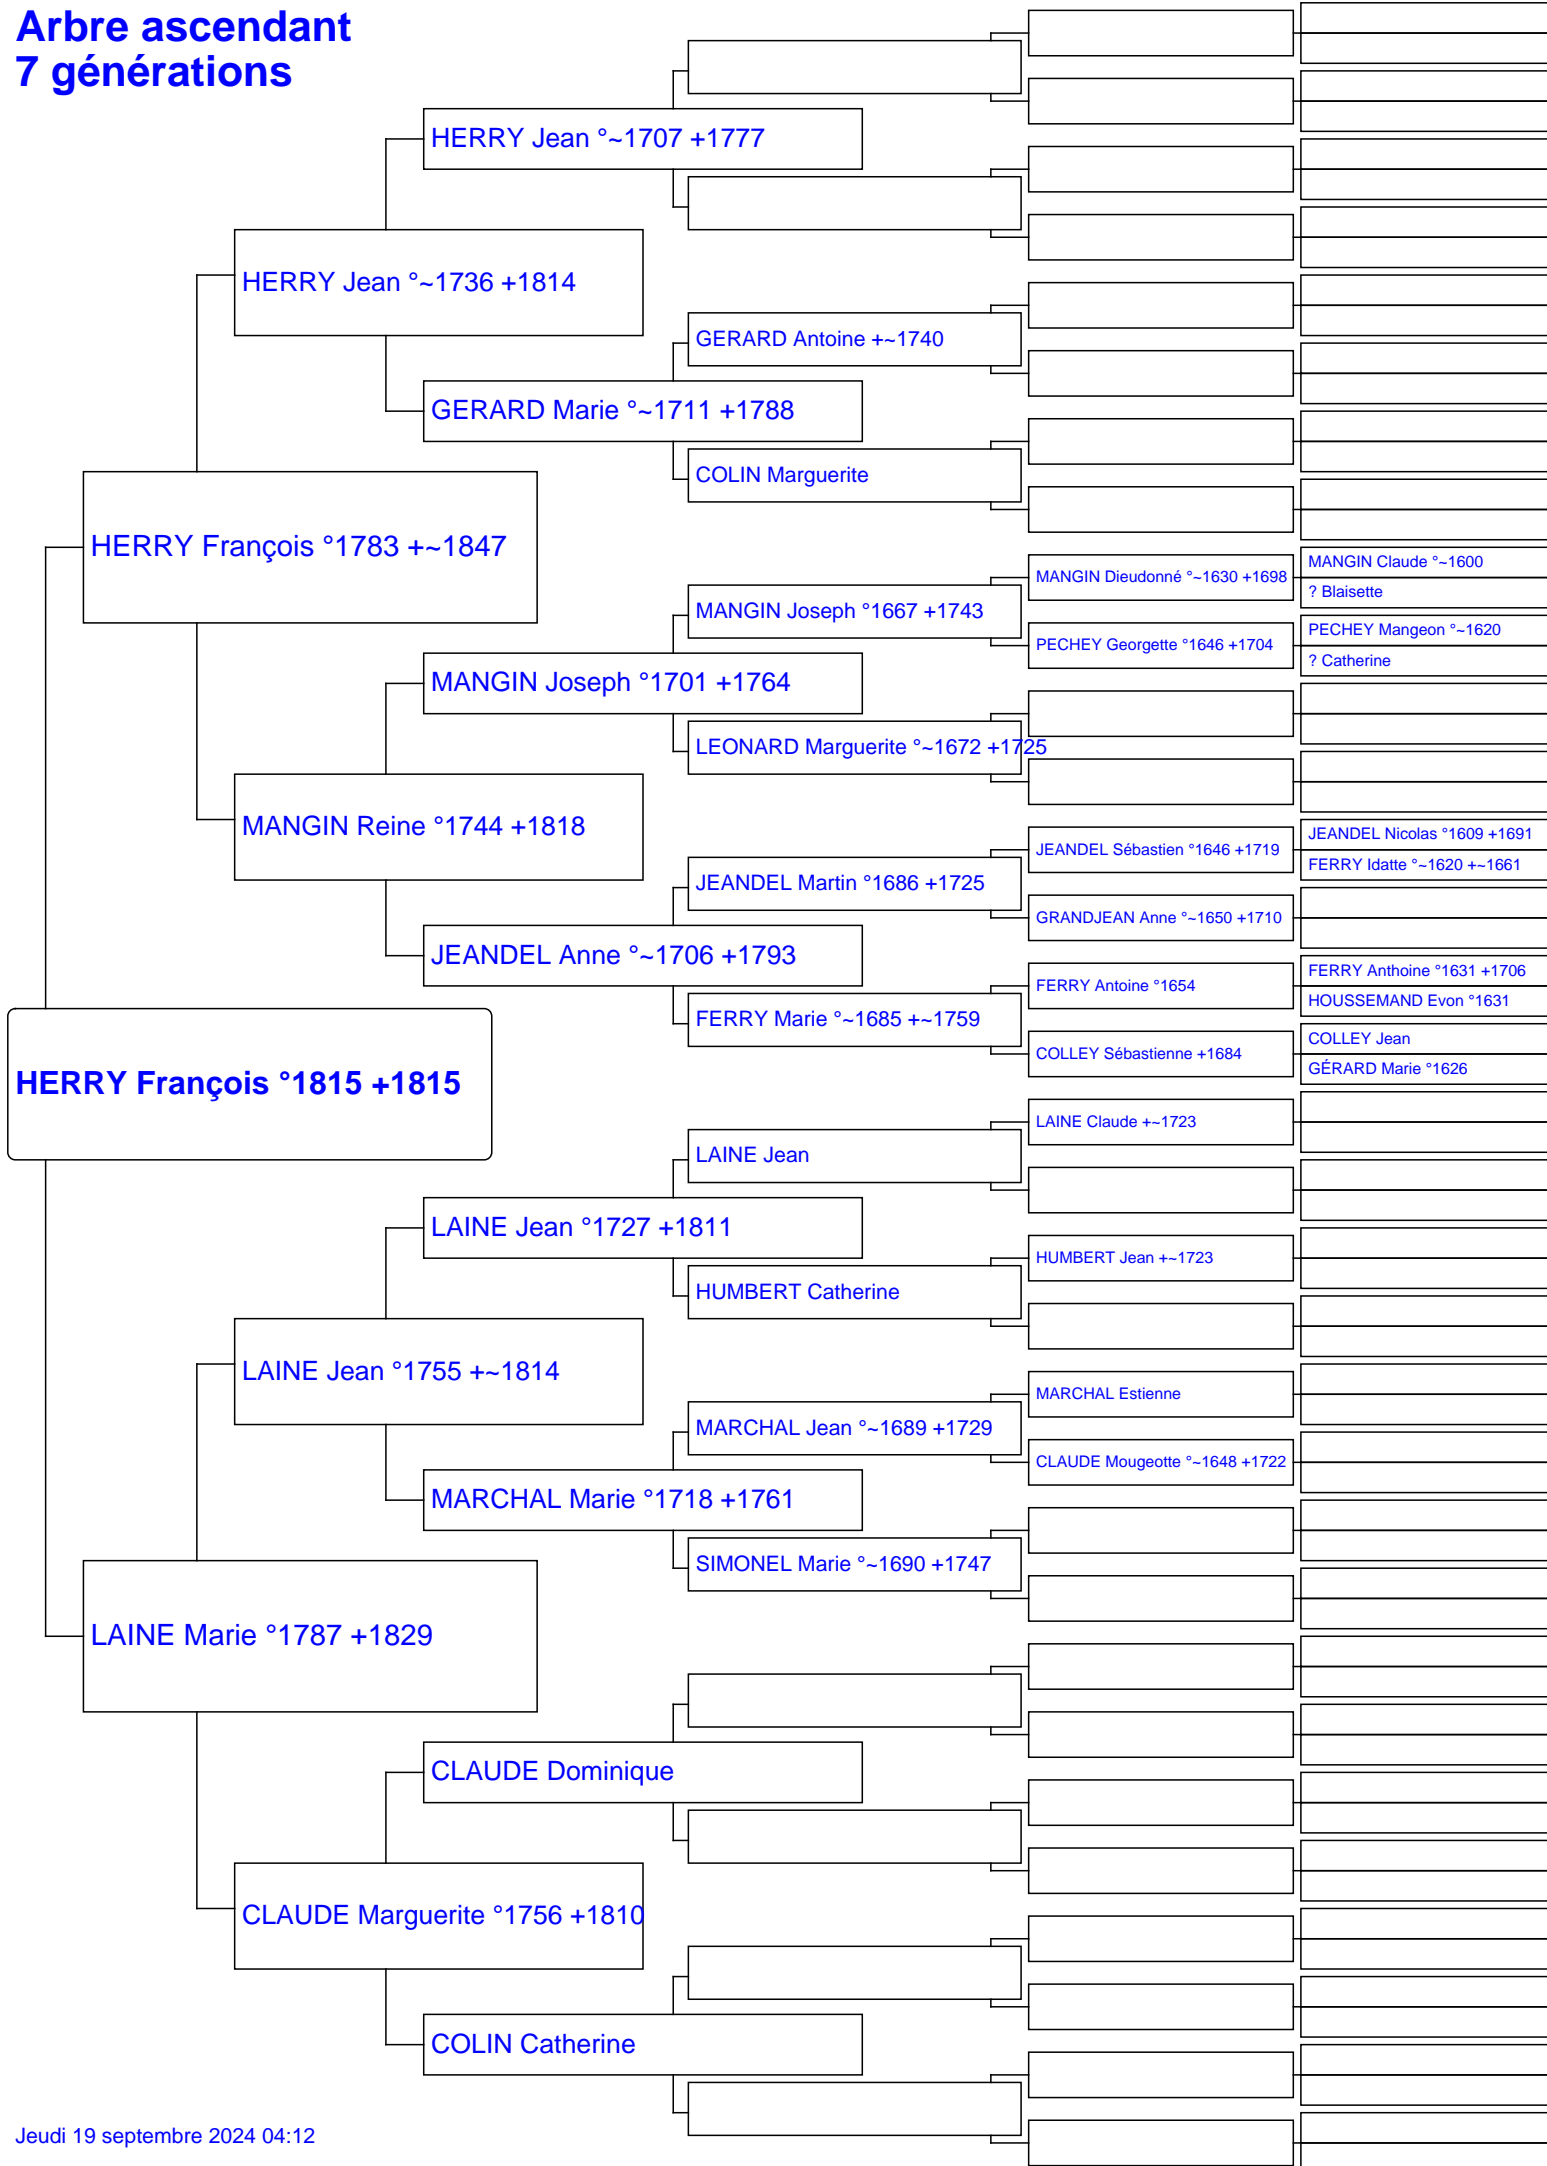 Arbre ascendant
7 générations
HERRY Jean °~1707 +1777
HERRY Jean °~1736 +1814
GERARD Antoine +~1740
GERARD Marie °~1711 +1788
COLIN Marguerite
HERRY François °1783 +~1847
MANGIN Claude °~1600
MANGIN Dieudonné °~1630 +1698
? Blaisette
MANGIN Joseph °1667 +1743
PECHEY Mangeon °~1620
PECHEY Georgette °1646 +1704
? Catherine
MANGIN Joseph °1701 +1764
LEONARD Marguerite °~1672 +1725
MANGIN Reine °1744 +1818
JEANDEL Nicolas °1609 +1691
JEANDEL Sébastien °1646 +1719
FERRY Idatte °~1620 +~1661
JEANDEL Martin °1686 +1725
GRANDJEAN Anne °~1650 +1710
JEANDEL Anne °~1706 +1793
FERRY Anthoine °1631 +1706
FERRY Antoine °1654
HOUSSEMAND Evon °1631
FERRY Marie °~1685 +~1759
COLLEY Jean
COLLEY Sébastienne +1684
GÉRARD Marie °1626
HERRY François °1815 +1815
LAINE Claude +~1723
LAINE Jean
LAINE Jean °1727 +1811
HUMBERT Jean +~1723
HUMBERT Catherine
LAINE Jean °1755 +~1814
MARCHAL Estienne
MARCHAL Jean °~1689 +1729
CLAUDE Mougeotte °~1648 +1722
MARCHAL Marie °1718 +1761
SIMONEL Marie °~1690 +1747
LAINE Marie °1787 +1829
CLAUDE Dominique
CLAUDE Marguerite °1756 +1810
COLIN Catherine
Jeudi 19 septembre 2024 04:12